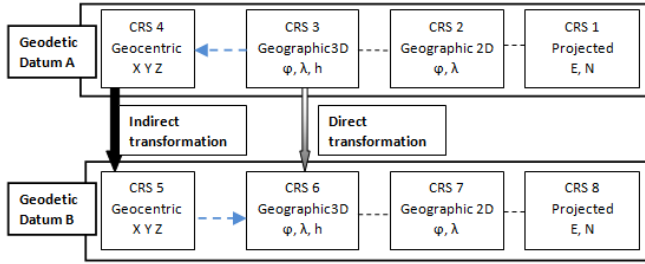 Geodetic
Datum A
CRS 4
Geocentric
X Y Z
CRS 3
Geographic3D
φ, λ, h
CRS 2
Geographic 2D
φ, λ
CRS 1
Projected
E, N
Indirect
transformation
Direct
transformation
Geodetic
Datum B
CRS 5
Geocentric
X Y Z
CRS 6
Geographic3D
φ, λ, h
CRS 7
Geographic 2D
φ, λ
CRS 8
Projected
E, N